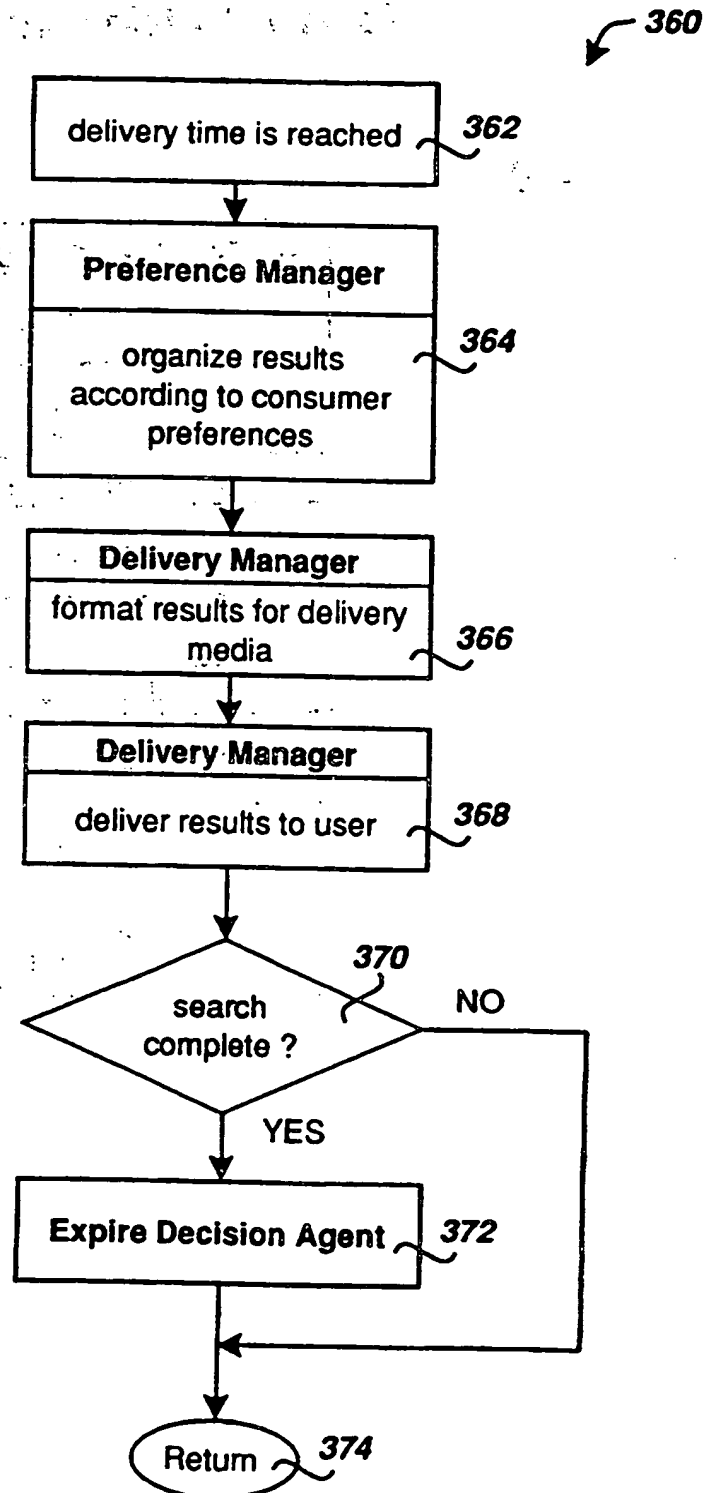 360
delivery time is reached
362
Preference Manager
364
organize results
according to consumer
preferences
Delivery Manager
format results for delivery
media
366
Delivery Manager
deliver results to user
368
370
search
complete ?
NO
YES
Expire Decision Agent
372
Return
374